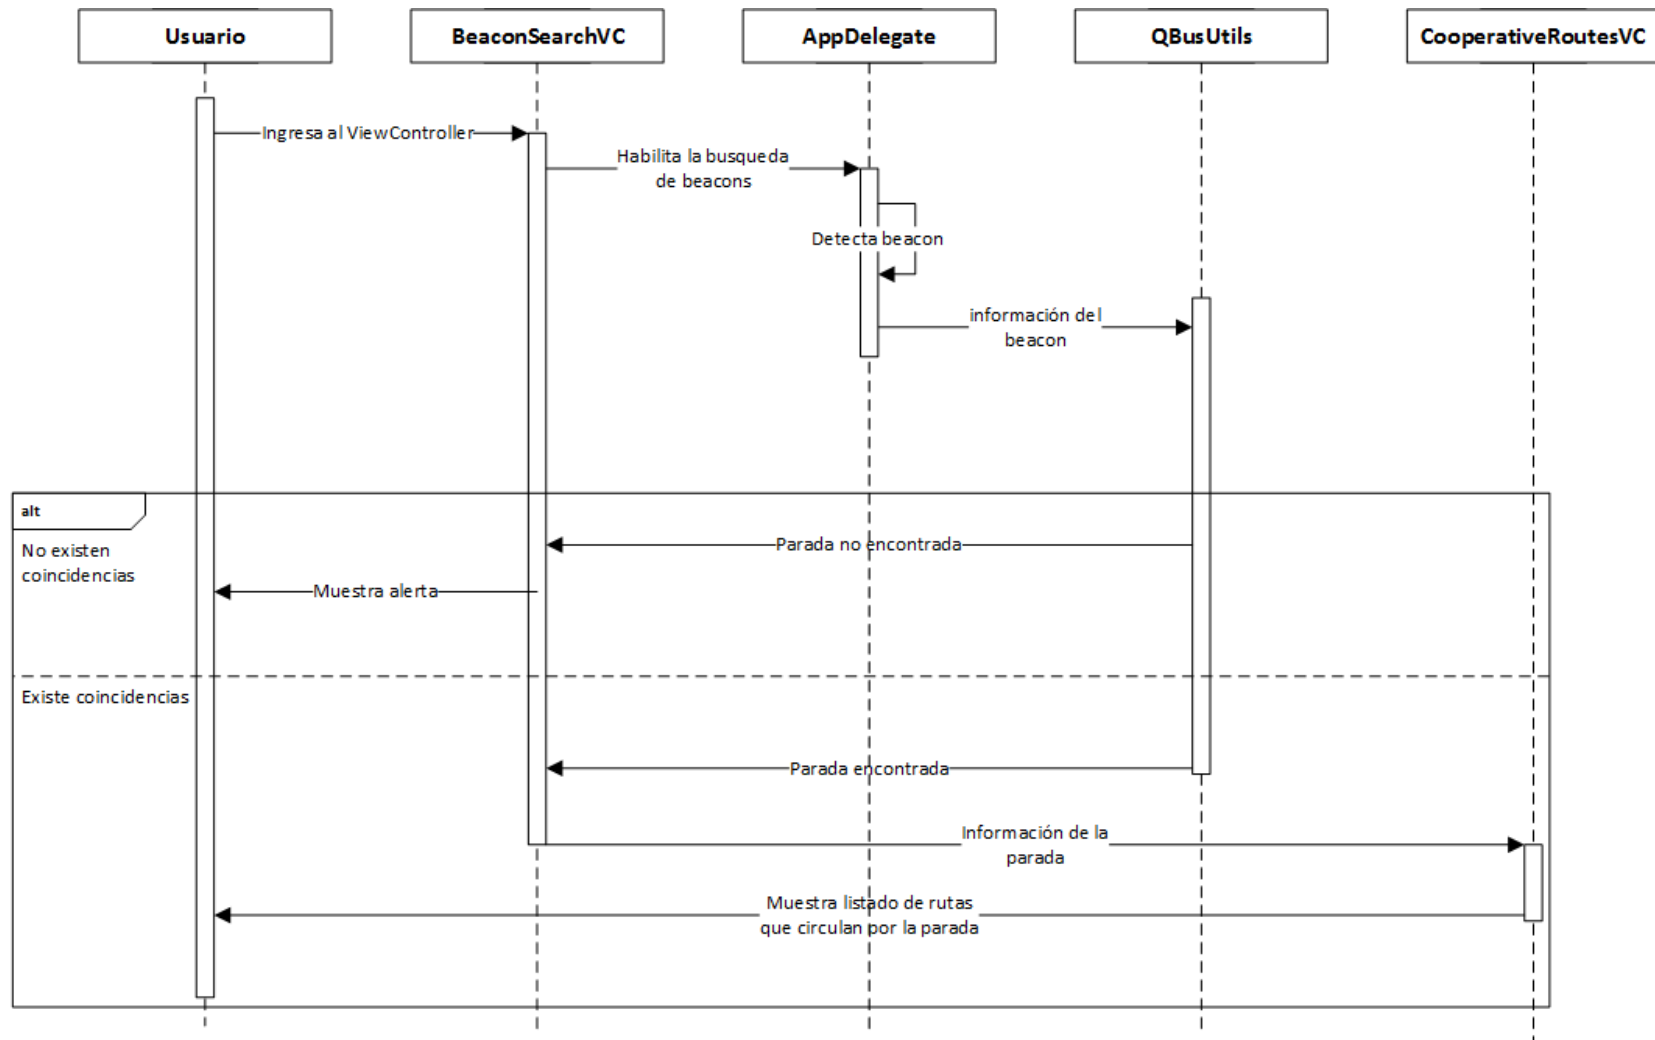 Usuario
BeaconSearchVC
AppDelegate
QBusUtils
CooperativeRoutesVC
Ingresa al ViewController
Habilita la busqueda
de beacons
Detecta beacon
información del
beacon
alt
No existen
coincidencias
Parada no encontrada
Muestra alerta
Existe coincidencias
Parada encontrada
Información de la
parada
Muestra listado de rutas
que circulan por la parada